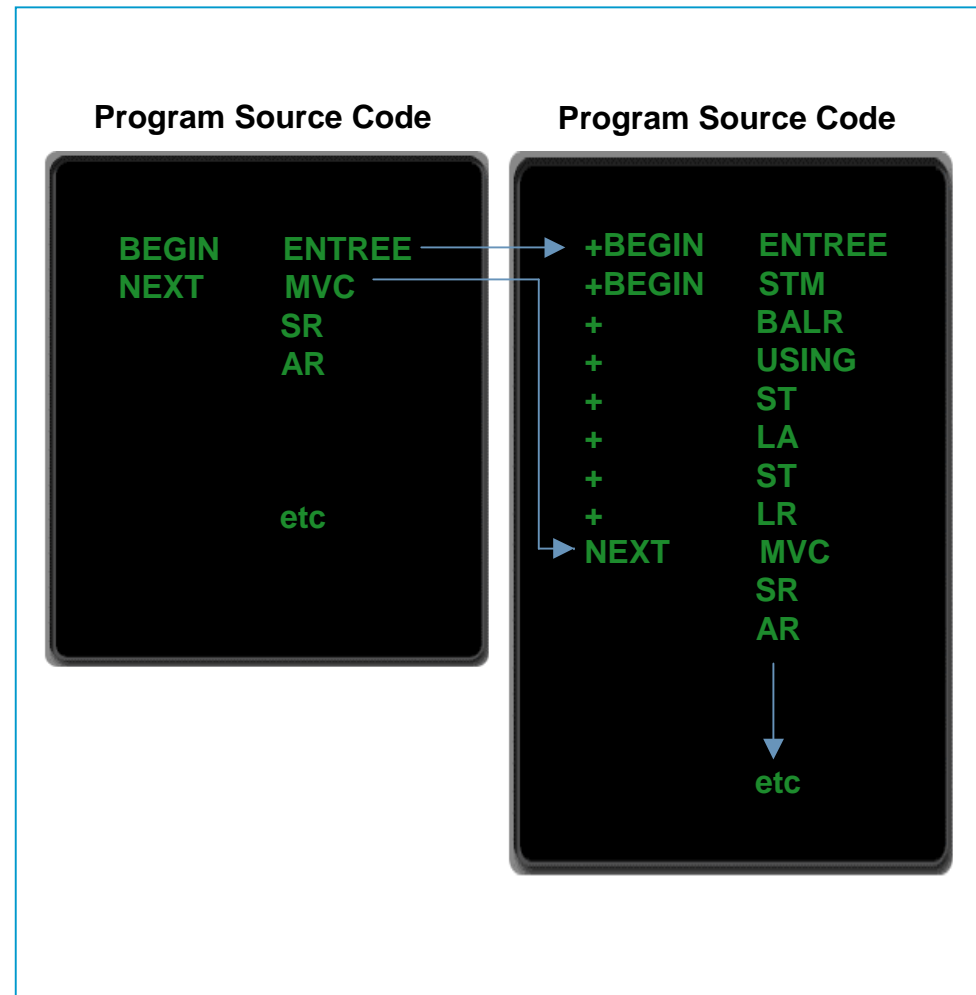 Program Source Code
BEGIN ENTREE
NEXT MVC
SR
AR
etc
Program Source Code
+BEGIN ENTREE
+BEGIN STM
+ BALR
+ USING
+ ST
+ LA
+ ST
+ LR
NEXT MVC
SR
AR
etc